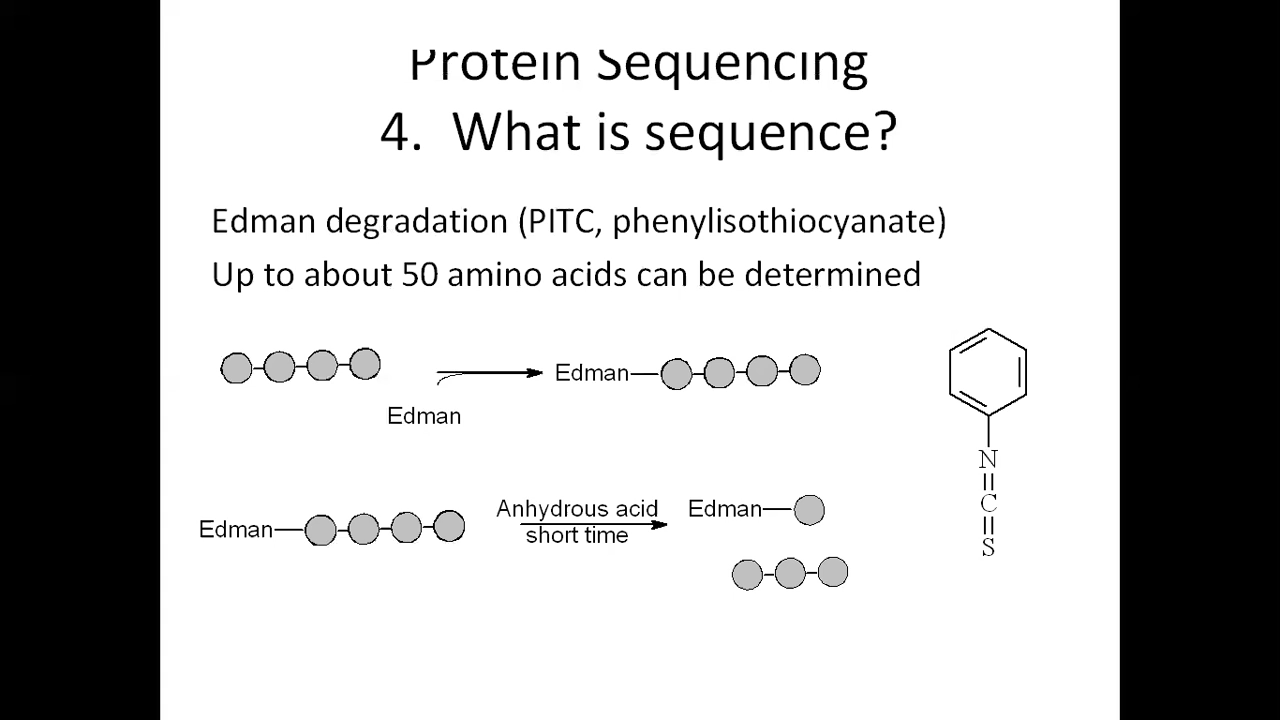 Protein Sequencing
4. What is sequence?
Edman degradation (PITC, phenylisothiocyanate)
Up to about 50 amino acids can be determined
Edman
Edman
Edman
Anhydrous acid
short time
Edman
N
C
S